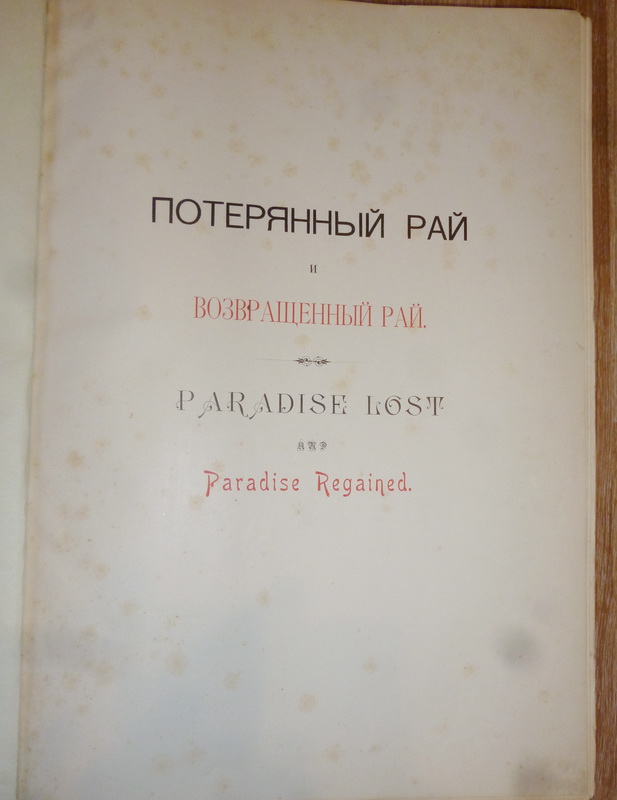 ПОТЕРЯННЫЙ РАЙ
и
ВОЗВРАЩЕННЫЙ РАЙ.
PARADISE LOST
AND
Paradise Regained.